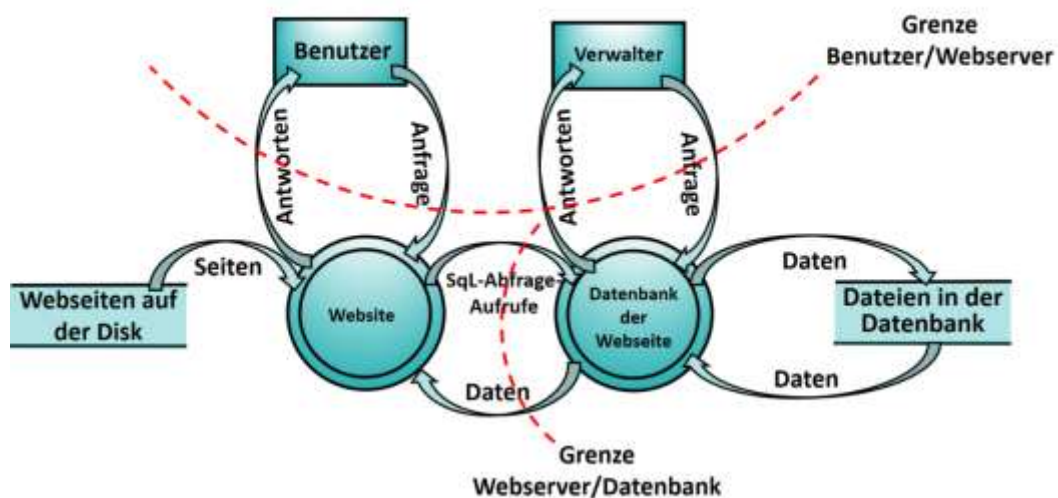 Benutzer
Verwalter
Grenze
Benutzer/Webserver
Antworten
Anfrage
Antworten
Anfrage
Seiten
Webseiten auf
der Disk
Website
SqL-Abfrage-
Aufrufe
Datenbank
der
Webseite
Daten
Dateien in der
Datenbank
Daten
Daten
Grenze
Webserver/Datenbank